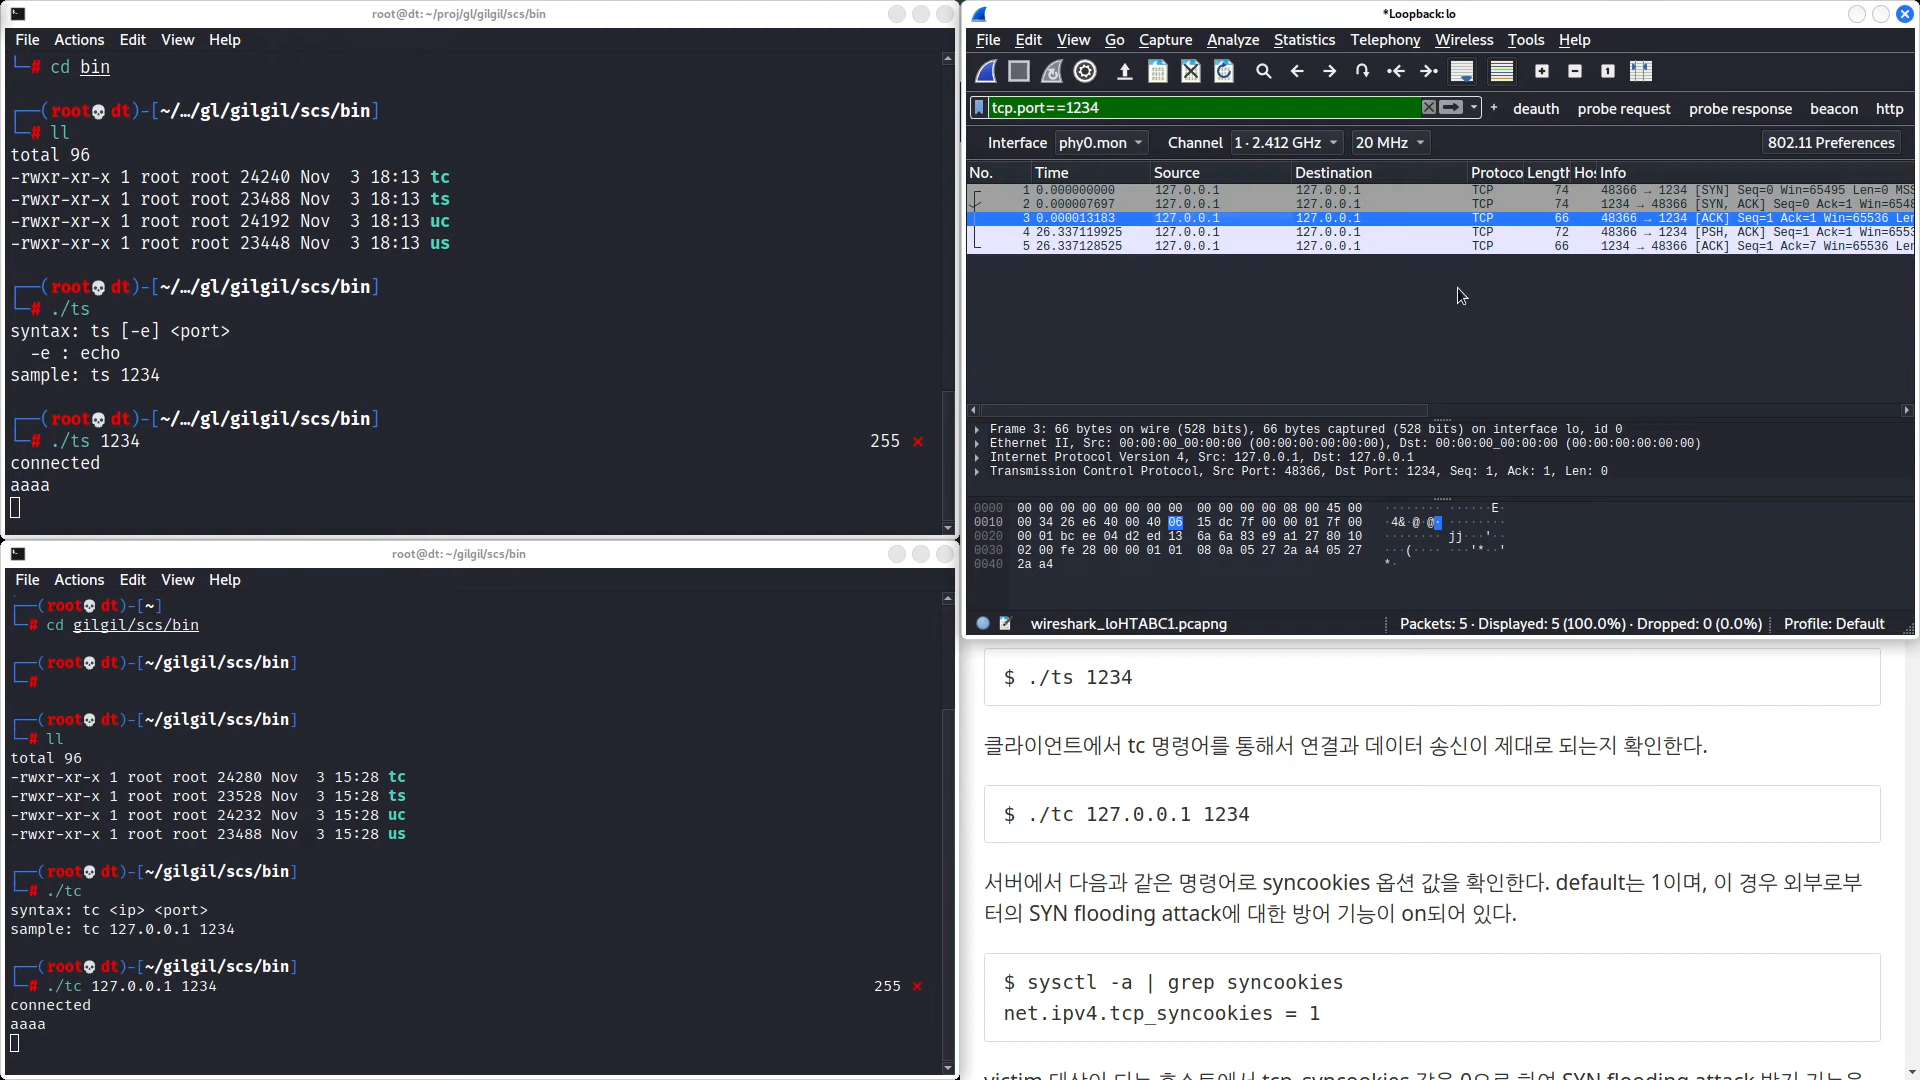 root@dt: ~/proj/gl/gilgil/scs/bin
File Actions Edit View Help
└─# cd bin
┌──(root💀dt)-[~/…/gl/gilgil/scs/bin]
└─# ll
total 96
-rwxr-xr-x 1 root root 24240 Nov  3 18:13 tc
-rwxr-xr-x 1 root root 23488 Nov  3 18:13 ts
-rwxr-xr-x 1 root root 24192 Nov  3 18:13 uc
-rwxr-xr-x 1 root root 23448 Nov  3 18:13 us
┌──(root💀dt)-[~/…/gl/gilgil/scs/bin]
└─# ./ts
syntax: ts [-e] <port>
  -e : echo
sample: ts 1234
┌──(root💀dt)-[~/…/gl/gilgil/scs/bin]
└─# ./ts 1234 255 ⨯
connected
aaaa
root@dt: ~/gilgil/scs/bin
File Actions Edit View Help
┌──(root💀dt)-[~]
└─# cd gilgil/scs/bin
┌──(root💀dt)-[~/gilgil/scs/bin]
└─#
┌──(root💀dt)-[~/gilgil/scs/bin]
└─# ll
total 96
-rwxr-xr-x 1 root root 24280 Nov  3 15:28 tc
-rwxr-xr-x 1 root root 23528 Nov  3 15:28 ts
-rwxr-xr-x 1 root root 24232 Nov  3 15:28 uc
-rwxr-xr-x 1 root root 23488 Nov  3 15:28 us
┌──(root💀dt)-[~/gilgil/scs/bin]
└─# ./tc
syntax: tc <ip> <port>
sample: tc 127.0.0.1 1234
┌──(root💀dt)-[~/gilgil/scs/bin]
└─# ./tc 127.0.0.1 1234 255 ⨯
connected
aaaa
*Loopback: lo
File Edit View Go Capture Analyze Statistics Telephony Wireless Tools Help
tcp.port==1234 + deauth probe request probe response beacon http
Interface phy0.mon Channel 1 · 2.412 GHz 20 MHz 802.11 Preferences
No. Time Source Destination Protoco Length Hos Info
1 0.000000000 127.0.0.1 127.0.0.1 TCP 74 48366 → 1234 [SYN] Seq=0 Win=65495 Len=0 MSS
2 0.000007697 127.0.0.1 127.0.0.1 TCP 74 1234 → 48366 [SYN, ACK] Seq=0 Ack=1 Win=6548
3 0.000013183 127.0.0.1 127.0.0.1 TCP 66 48366 → 1234 [ACK] Seq=1 Ack=1 Win=65536 Len
4 26.337119925 127.0.0.1 127.0.0.1 TCP 72 48366 → 1234 [PSH, ACK] Seq=1 Ack=1 Win=6553
5 26.337128525 127.0.0.1 127.0.0.1 TCP 66 1234 → 48366 [ACK] Seq=1 Ack=7 Win=65536 Len
Frame 3: 66 bytes on wire (528 bits), 66 bytes captured (528 bits) on interface lo, id 0
Ethernet II, Src: 00:00:00_00:00:00 (00:00:00:00:00:00), Dst: 00:00:00_00:00:00 (00:00:00:00:00:00)
Internet Protocol Version 4, Src: 127.0.0.1, Dst: 127.0.0.1
Transmission Control Protocol, Src Port: 48366, Dst Port: 1234, Seq: 1, Ack: 1, Len: 0
0000 00 00 00 00 00 00 00 00 00 00 00 00 08 00 45 00 ········ ······E·
0010 00 34 26 e6 40 00 40 06 15 dc 7f 00 00 01 7f 00 ·4&·@·@· ········
0020 00 01 bc ee 04 d2 ed 13 6a 6a 83 e9 a1 27 80 10 ········ jj···'··
0030 02 00 fe 28 00 00 01 01 08 0a 05 27 2a a4 05 27 ···(···· ···'*··'
0040 2a a4 *·
wireshark_loHTABC1.pcapng Packets: 5 · Displayed: 5 (100.0%) · Dropped: 0 (0.0%) Profile: Default
$ ./ts 1234
클라이언트에서 tc 명령어를 통해서 연결과 데이터 송신이 제대로 되는지 확인한다.
$ ./tc 127.0.0.1 1234
서버에서 다음과 같은 명령어로 syncookies 옵션 값을 확인한다. default는 1이며, 이 경우 외부로부
터의 SYN flooding attack에 대한 방어 기능이 on되어 있다.
$ sysctl -a | grep syncookies
net.ipv4.tcp_syncookies = 1